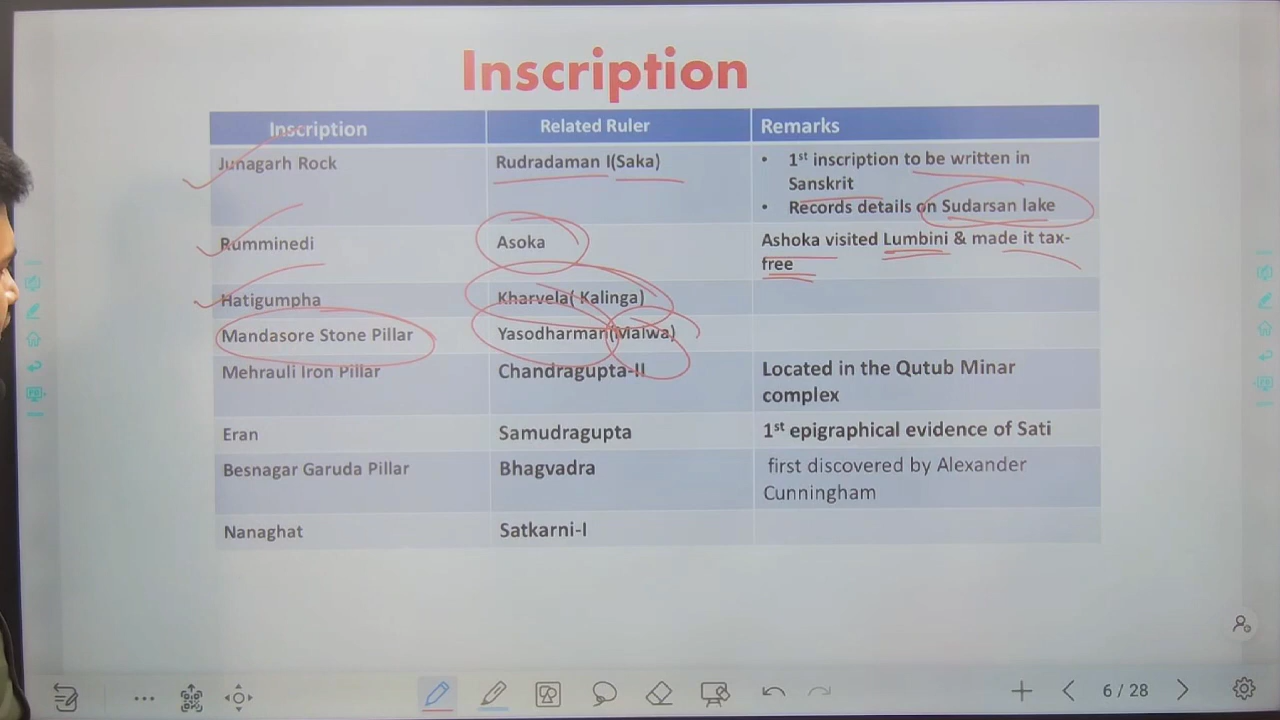 Inscription
Inscription Related Ruler Remarks
Junagarh Rock Rudradaman I(Saka) • 1st inscription to be written in
Sanskrit
• Records details on Sudarsan lake
Rumminedi Asoka Ashoka visited Lumbini & made it tax-
free
Hatigumpha Kharvela( Kalinga)
Mandasore Stone Pillar Yasodharman(Malwa)
Mehrauli Iron Pillar Chandragupta-II Located in the Qutub Minar
complex
Eran Samudragupta 1st epigraphical evidence of Sati
Besnagar Garuda Pillar Bhagvadra first discovered by Alexander
Cunningham
Nanaghat Satkarni-I
6 / 28